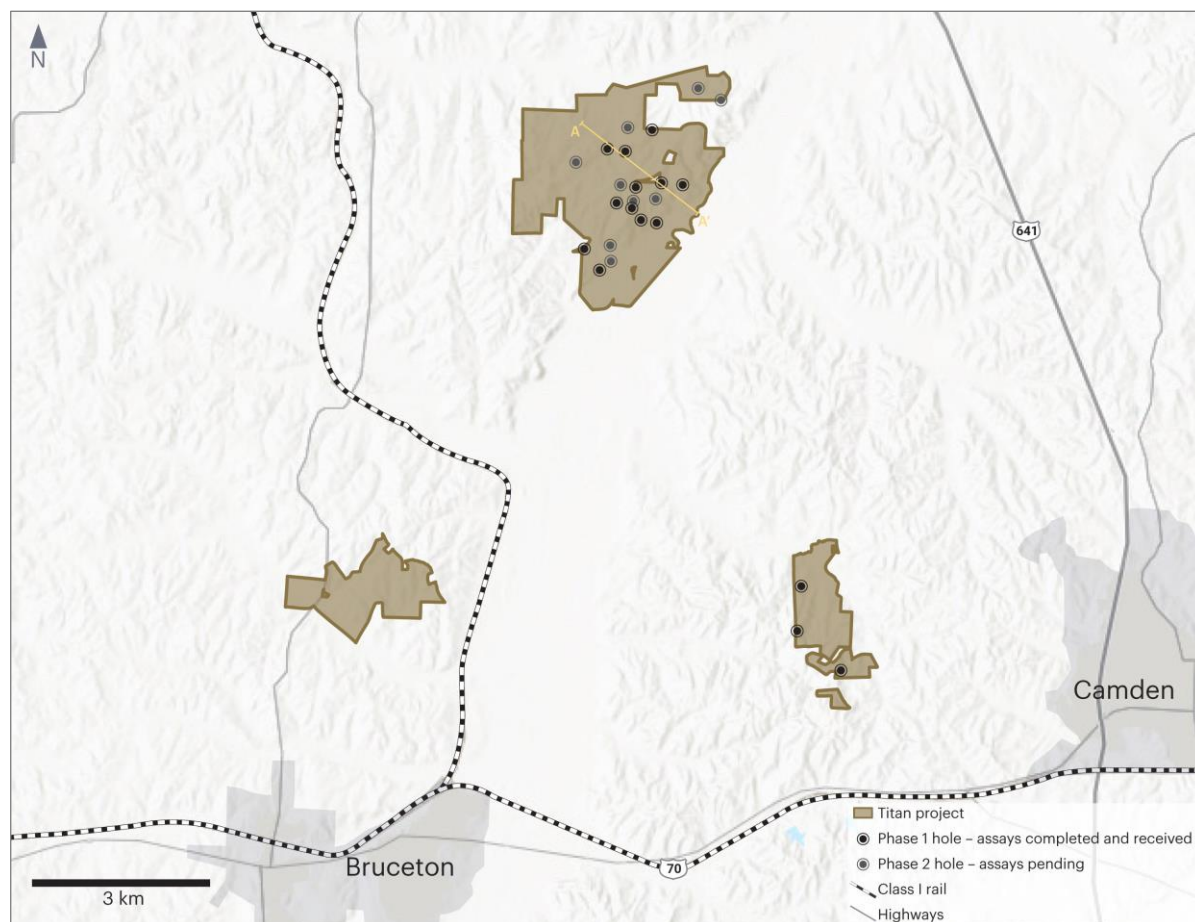 N
A
A'
641
Camden
Bruceton
70
3 km
Titan project
Phase 1 hole – assays completed and received
Phase 2 hole – assays pending
Class I rail
Highways